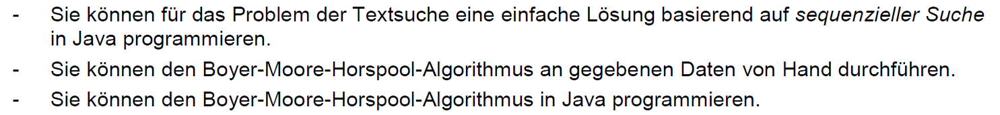 - Sie können für das Problem der Textsuche eine einfache Lösung basierend auf sequenzieller Suche
in Java programmieren.
- Sie können den Boyer-Moore-Horspool-Algorithmus an gegebenen Daten von Hand durchführen.
- Sie können den Boyer-Moore-Horspool-Algorithmus in Java programmieren.